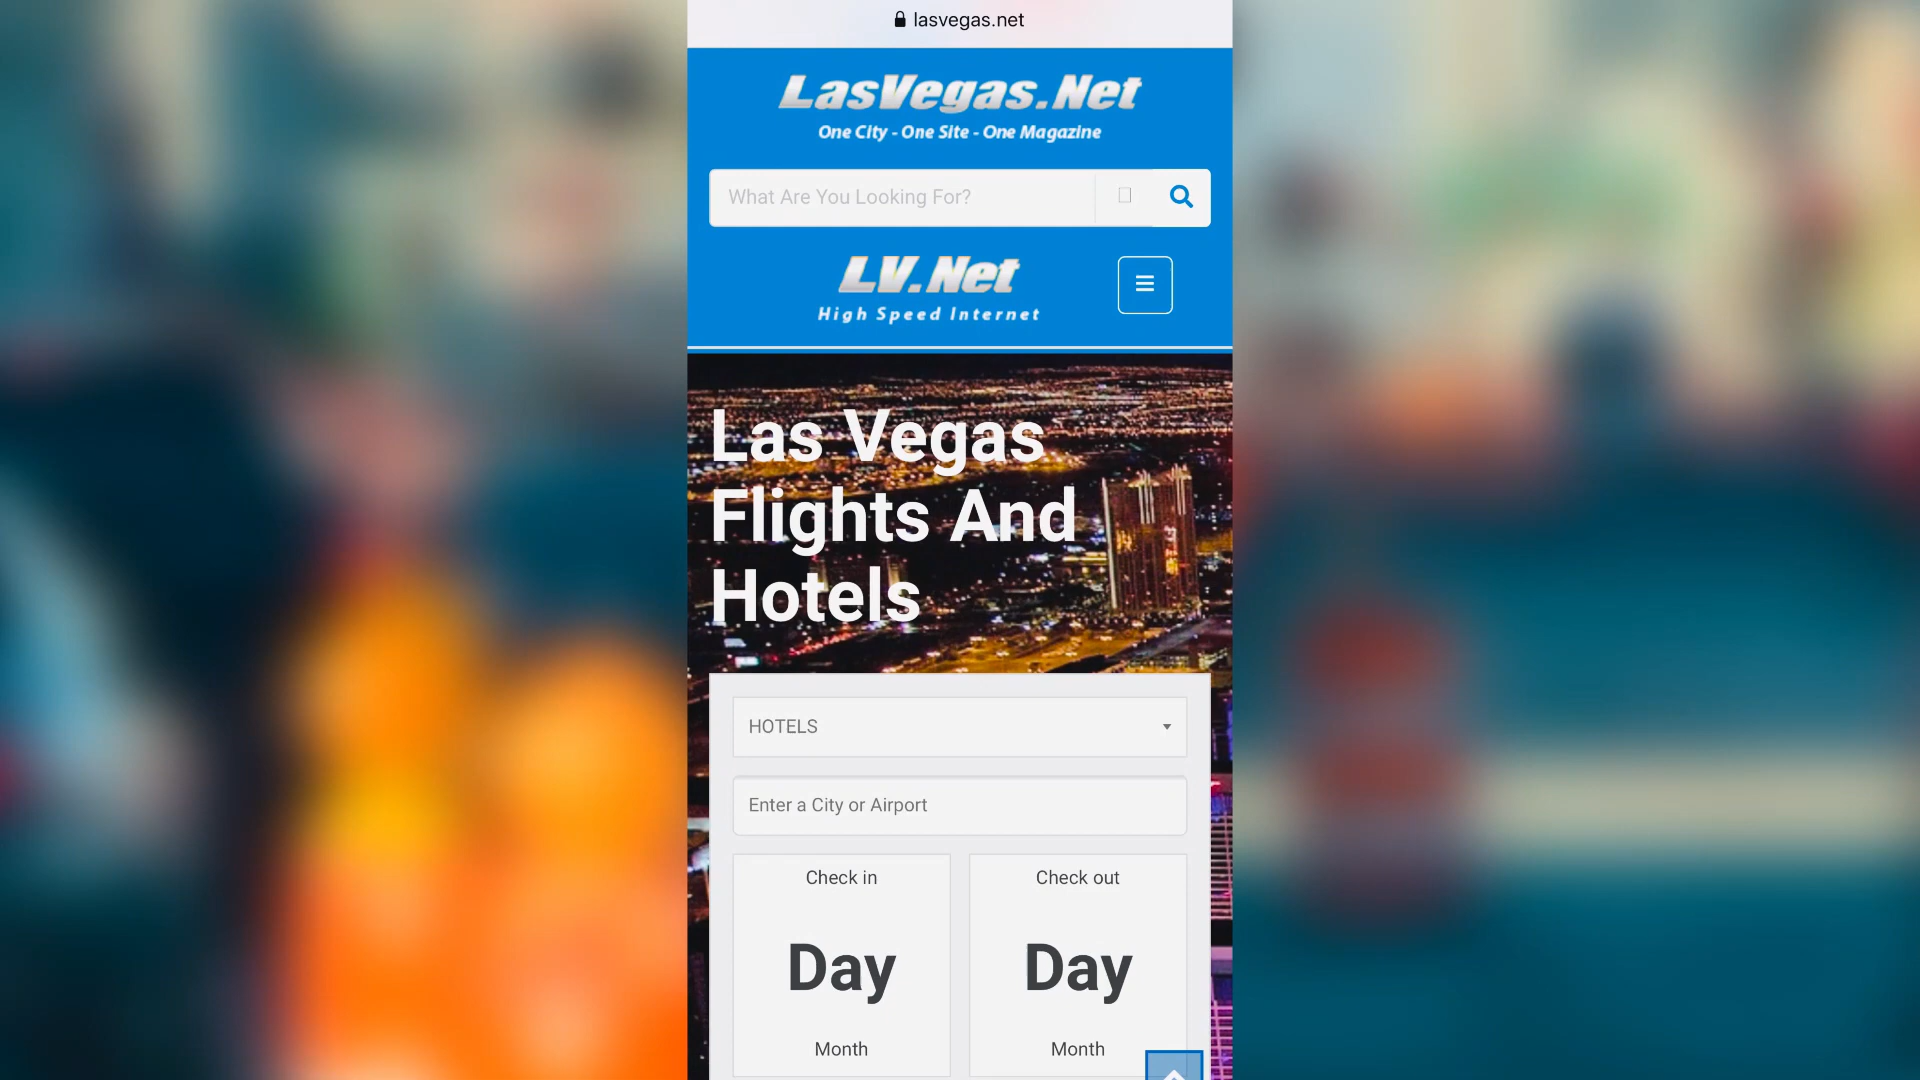 lasvegas.net
LasVegas.Net
One City - One Site - One Magazine
What Are You Looking For?
LV.Net
High Speed Internet
Las Vegas
Flights And
Hotels
HOTELS
Enter a City or Airport
Check in
Check out
Day
Day
Month
Month